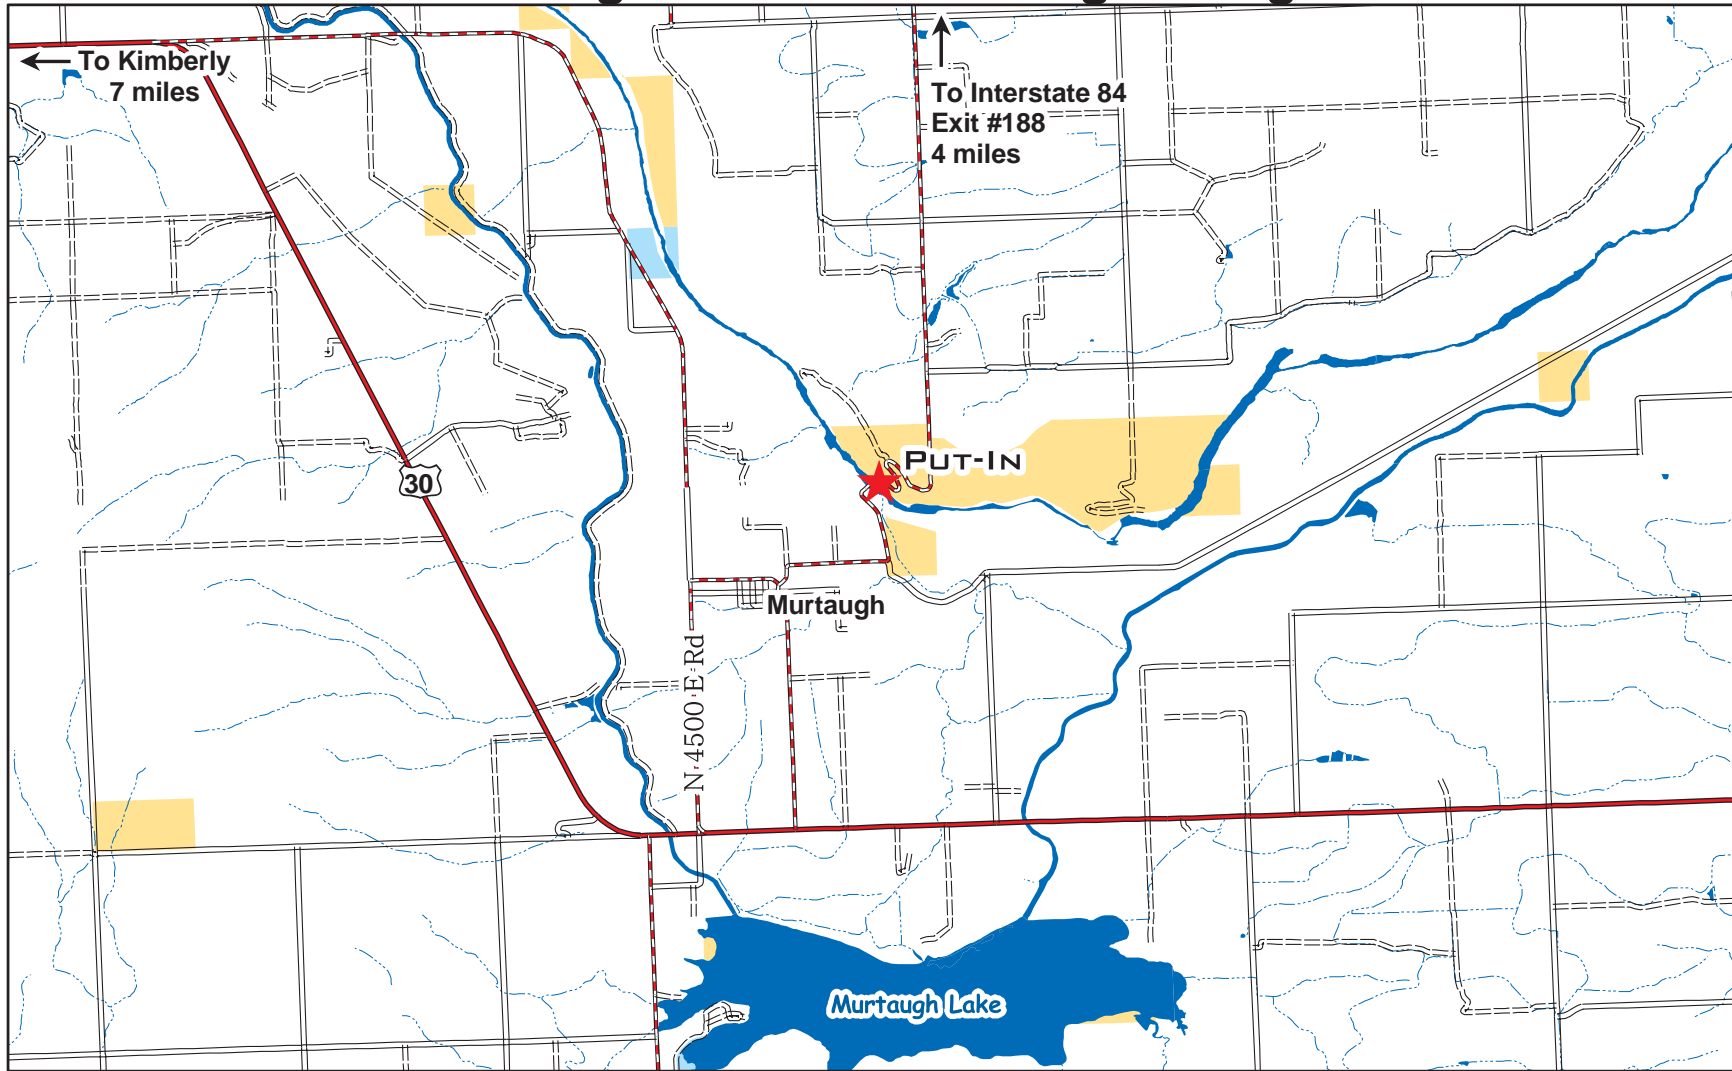 To Kimberly
7 miles
To Interstate 84
Exit #188
4 miles
PUT-IN
30
Murtaugh
N 4500 E Rd
Murtaugh Lake